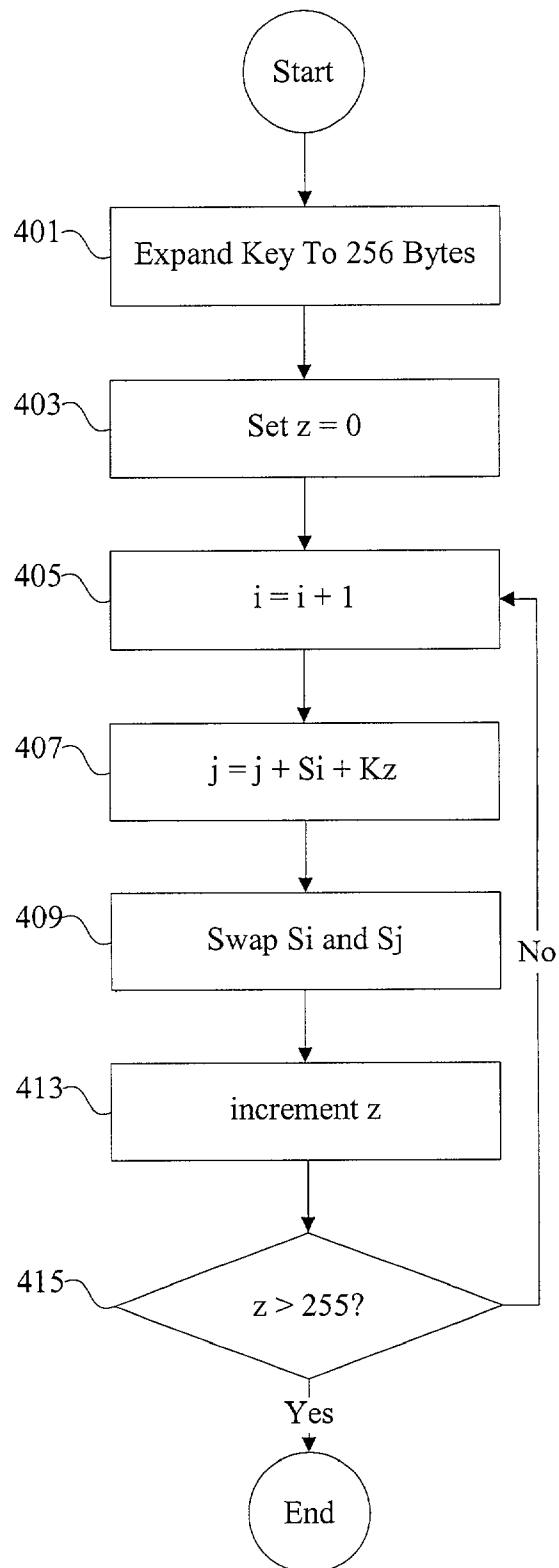 Start
401
Expand Key To 256 Bytes
403
Set z = 0
405
i = i + 1
407
j = j + Si + Kz
409
Swap Si and Sj
No
413
increment z
415
z > 255?
Yes
End